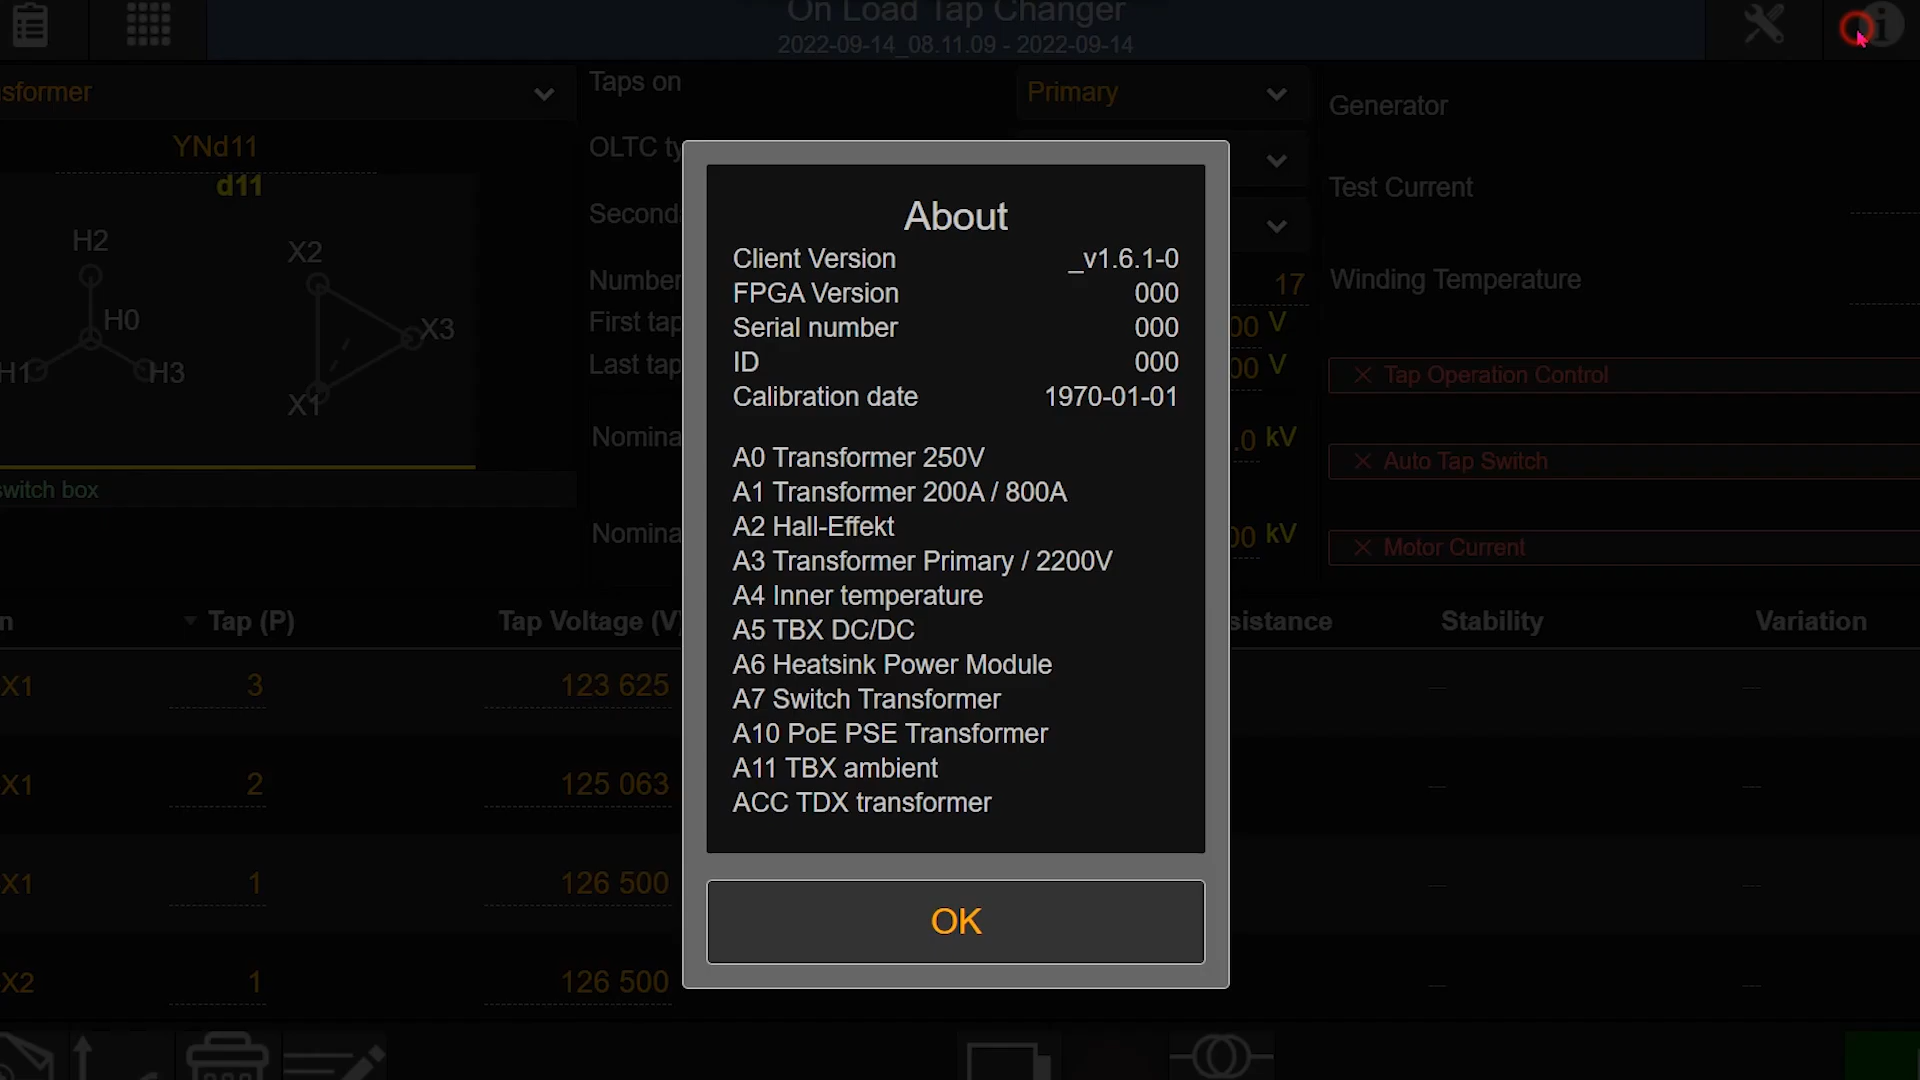 On Load Tap Changer
2022-09-14_08.11.09 - 2022-09-14
sformer
Taps on
Primary
Generator
YNd11
d11
OLTC ty
Test Current
H2
X2
Seconda
H0
X3
Number
17
Winding Temperature
First tap
00 V
H1
H3
Last tap
00 V
Tap Operation Control
X1
Nomina
.0 kV
Auto Tap Switch
switch box
Nomina
00 kV
Motor Current
n
Tap (P)
Tap Voltage (V)
sistance
Stability
Variation
X1
3
123 625
X1
2
125 063
X1
1
126 500
X2
1
126 500
About
Client Version _v1.6.1-0
FPGA Version 000
Serial number 000
ID 000
Calibration date 1970-01-01
A0 Transformer 250V
A1 Transformer 200A / 800A
A2 Hall-Effekt
A3 Transformer Primary / 2200V
A4 Inner temperature
A5 TBX DC/DC
A6 Heatsink Power Module
A7 Switch Transformer
A10 PoE PSE Transformer
A11 TBX ambient
ACC TDX transformer
OK